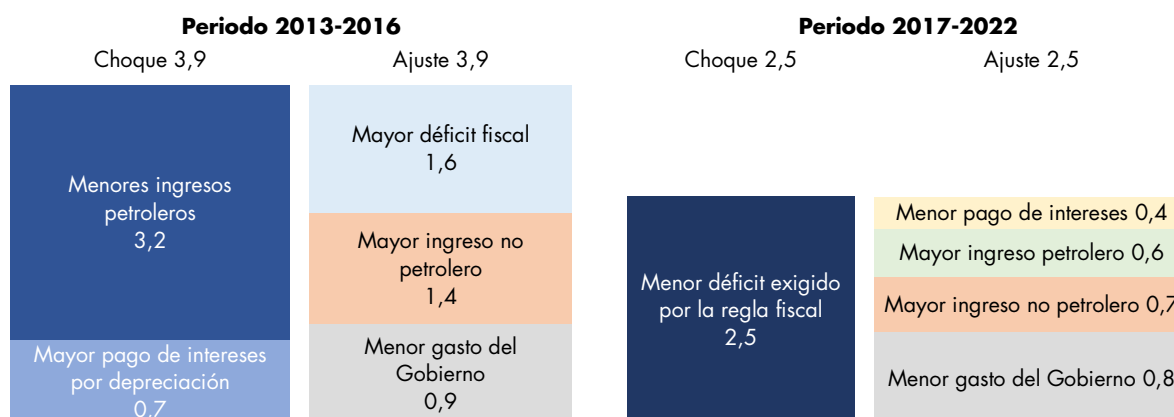 Periodo 2013-2016
Choque 3,9
Ajuste 3,9
Menores ingresos
petroleros
3,2
Mayor pago de intereses
por depreciación
0,7
Mayor déficit fiscal
1,6
Mayor ingreso no
petrolero
1,4
Menor gasto del
Gobierno
0,9
Periodo 2017-2022
Choque 2,5
Ajuste 2,5
Menor déficit exigido
por la regla fiscal
2,5
Menor pago de intereses 0,4
Mayor ingreso petrolero 0,6
Mayor ingreso no petrolero 0,7
Menor gasto del Gobierno 0,8